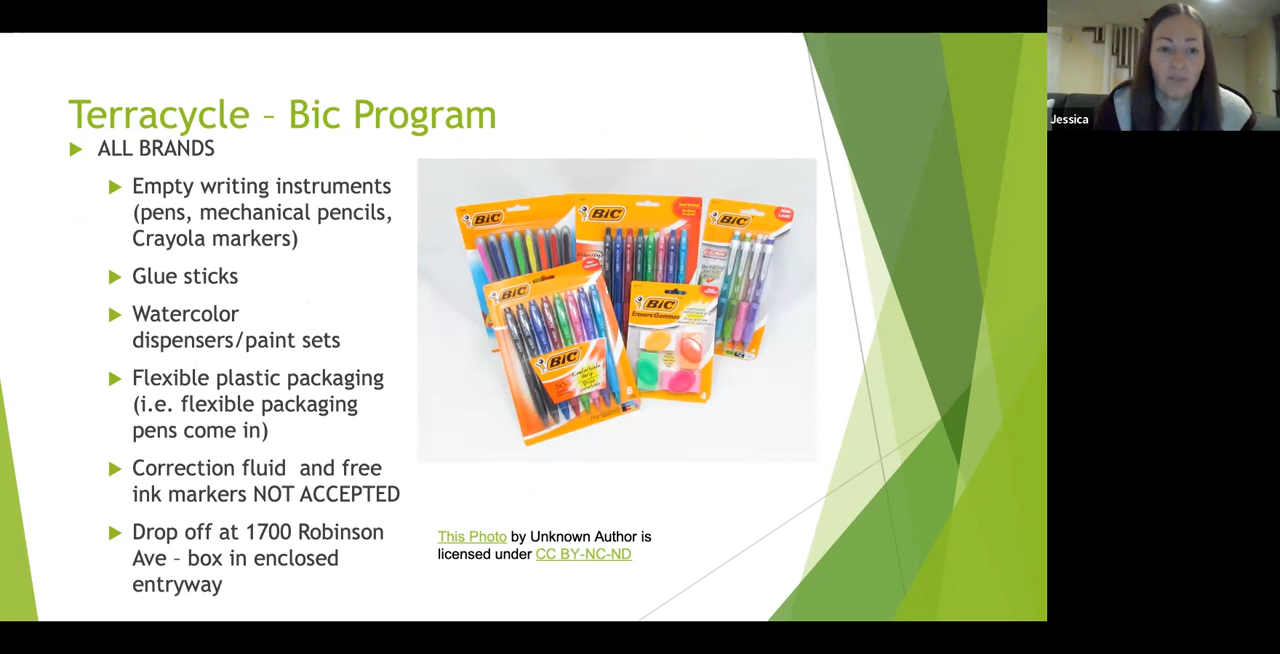 Terracycle – Bic Program
ALL BRANDS
Empty writing instruments
(pens, mechanical pencils,
Crayola markers)
Glue sticks
Watercolor
dispensers/paint sets
Flexible plastic packaging
(i.e. flexible packaging
pens come in)
Correction fluid  and free
ink markers NOT ACCEPTED
Drop off at 1700 Robinson
Ave – box in enclosed
entryway
BIC
BIC
BIC
BIC
BIC
Erasers/Gommes
BIC
This Photo by Unknown Author is
licensed under CC BY-NC-ND
Jessica